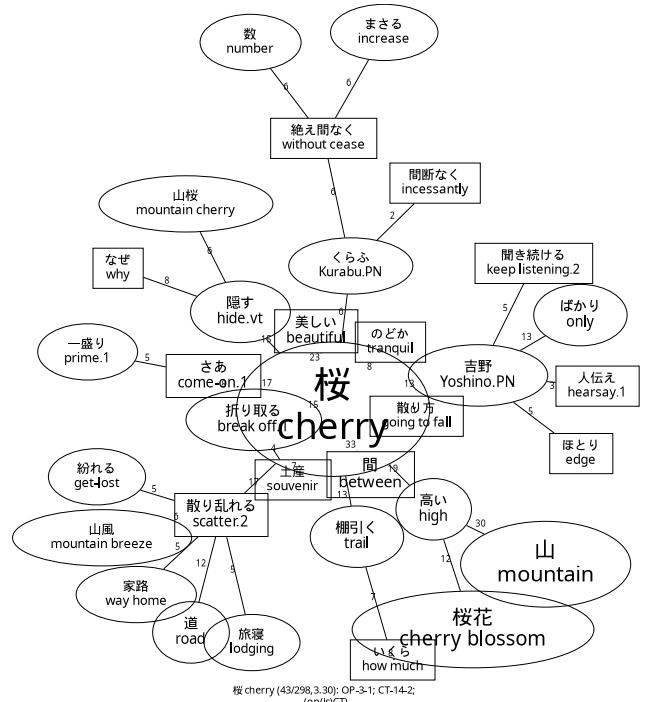 数
number
まさる
increase
絶え間なく
without cease
間断なく
incessantly
山桜
mountain cherry
くらふ
Kurabu.PN
なぜ
why
聞き続ける
keep listening.2
隠す
hide.vt
ばかり
only
美しい
beautiful
のどか
tranquil
一盛り
prime.1
さあ
come-on.1
吉野
Yoshino.PN
人伝え
hearsay.1
桜
cherry
折り取る
break off.1
going to fall
ほとり
edge
土産
souvenir
間
between
紛れる
get-lost
散り乱れる
scatter.2
高い
high
山風
mountain breeze
棚引く
trail
山
mountain
家路
way home
道
road
旅寝
lodging
桜花
cherry blossom
いくら
how much
6
6
6
2
6
8
6
5
13
3
5
13
8
16
23
5
17
15
4
7
17
33
13
19
30
12
7
5
6
5
12
5
桜 cherry (43/298,3.30): OP-3-1; CT-14-2;